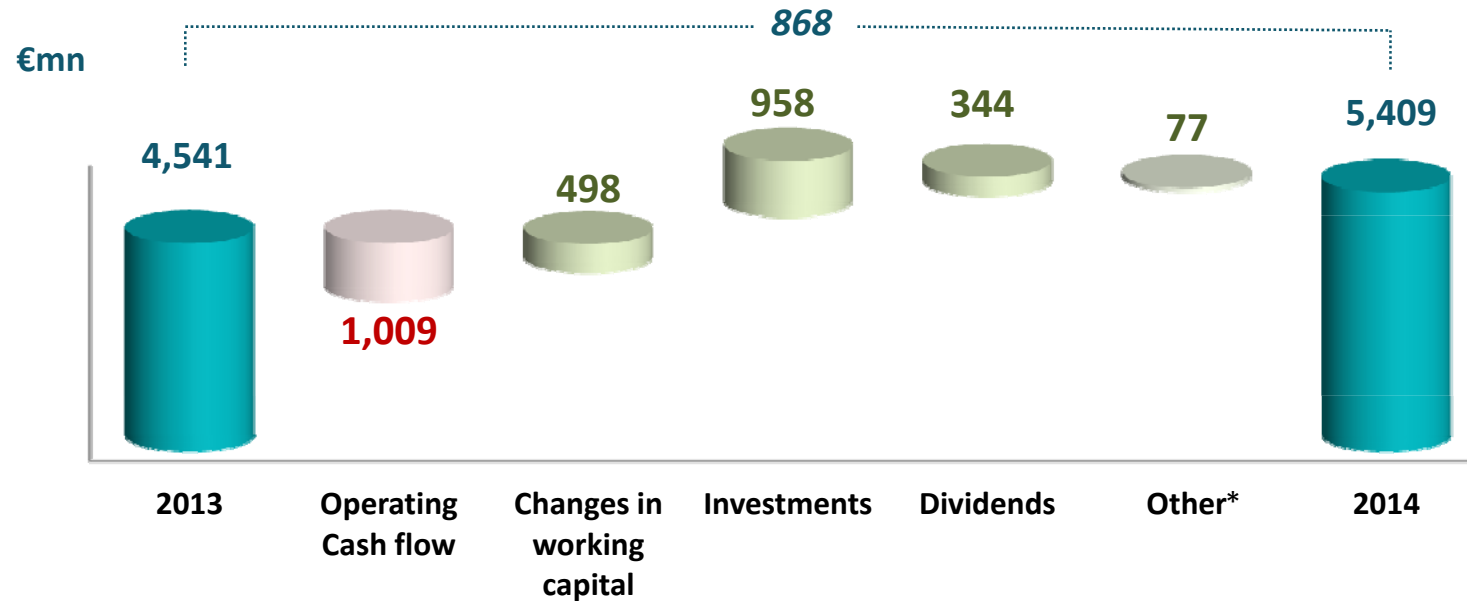 868
€mn
4,541
1,009
498
958
344
77
5,409
2013
Operating
Cash flow
Changes in
working
capital
Investments
Dividends
Other*
2014